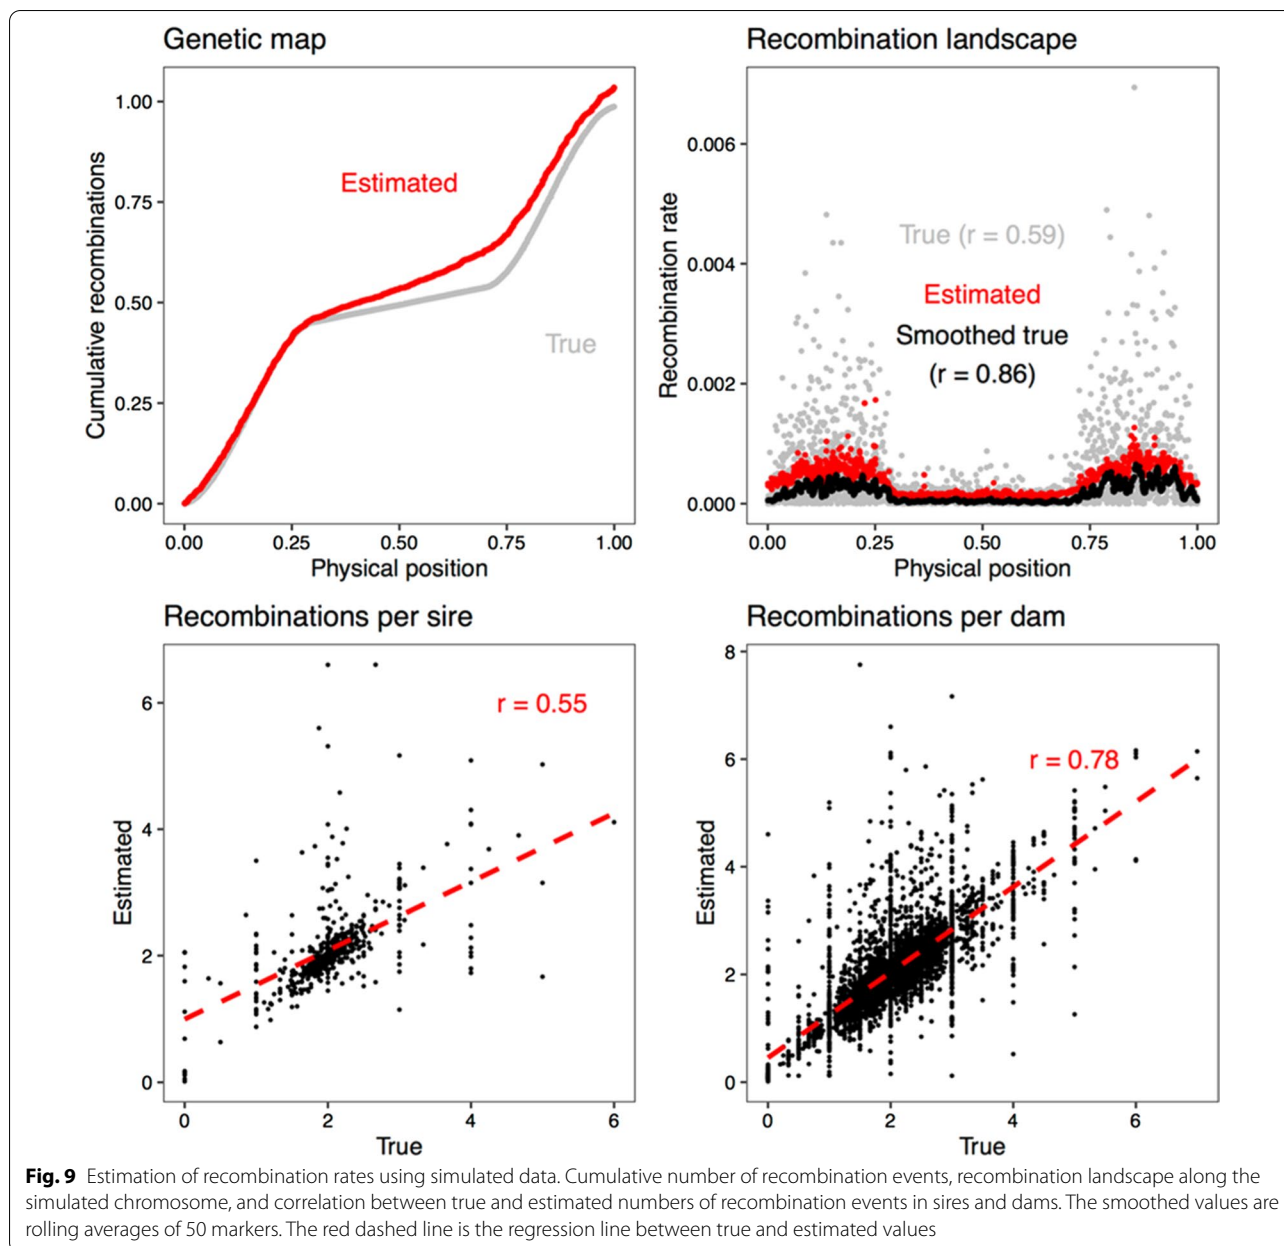 Genetic map
Cumulative recombinations
1.00
0.75
0.50
0.25
0.00
Estimated
True
0.00 0.25 0.50 0.75 1.00
Physical position
Recombination landscape
Recombination rate
0.006
0.004
0.002
0.000
True (r = 0.59)
Estimated
Smoothed true
(r = 0.86)
0.00 0.25 0.50 0.75 1.00
Physical position
Recombinations per sire
Estimated
6
4
2
0
r = 0.55
0 2 4 6
True
Recombinations per dam
Estimated
8
6
4
2
0
r = 0.78
0 2 4 6
True
Fig. 9 Estimation of recombination rates using simulated data. Cumulative number of recombination events, recombination landscape along the
simulated chromosome, and correlation between true and estimated numbers of recombination events in sires and dams. The smoothed values are
rolling averages of 50 markers. The red dashed line is the regression line between true and estimated values